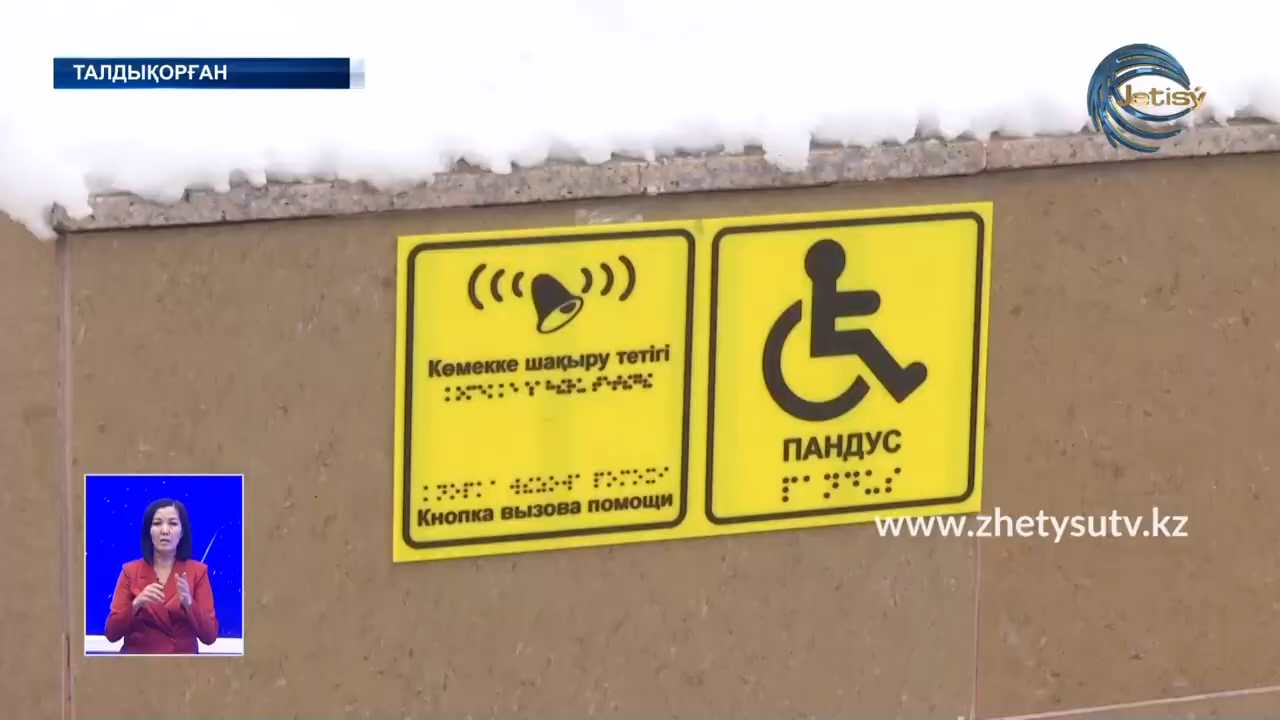 ТАЛДЫҚОРҒАН
Jetisý
Көмекке шақыру тетігі
Кнопка вызова помощи
ПАНДУС
www.zhetysutv.kz